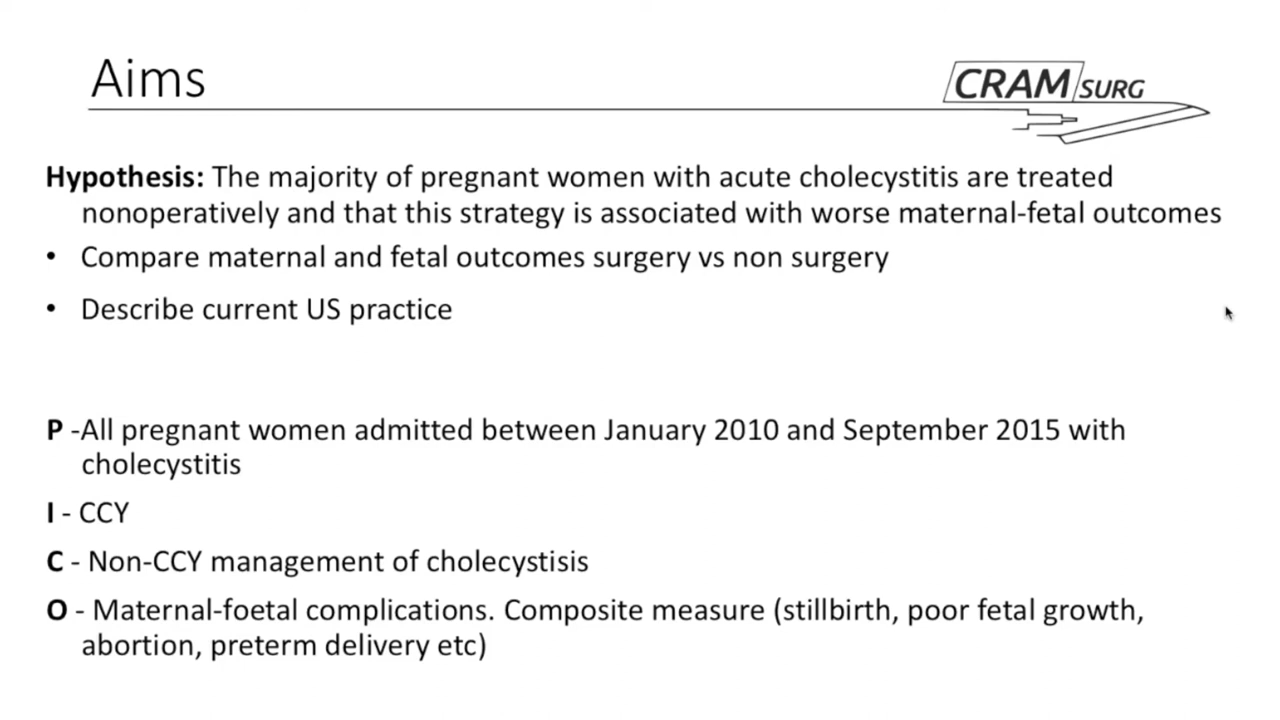 Aims
CRAM SURG
Hypothesis: The majority of pregnant women with acute cholecystitis are treated
nonoperatively and that this strategy is associated with worse maternal-fetal outcomes
• Compare maternal and fetal outcomes surgery vs non surgery
• Describe current US practice
P -All pregnant women admitted between January 2010 and September 2015 with
cholecystitis
I - CCY
C - Non-CCY management of cholecystisis
O - Maternal-foetal complications. Composite measure (stillbirth, poor fetal growth,
abortion, preterm delivery etc)